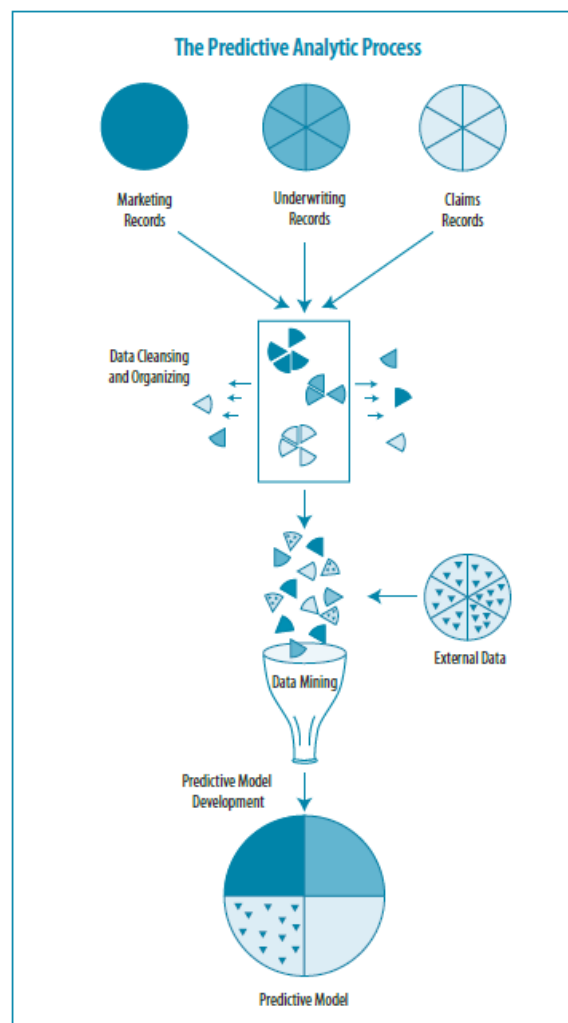 The Predictive Analytic Process
Marketing
Records
Underwriting
Records
Claims
Records
Data Cleansing
and Organizing
External Data
Data Mining
Predictive Model
Development
Predictive Model